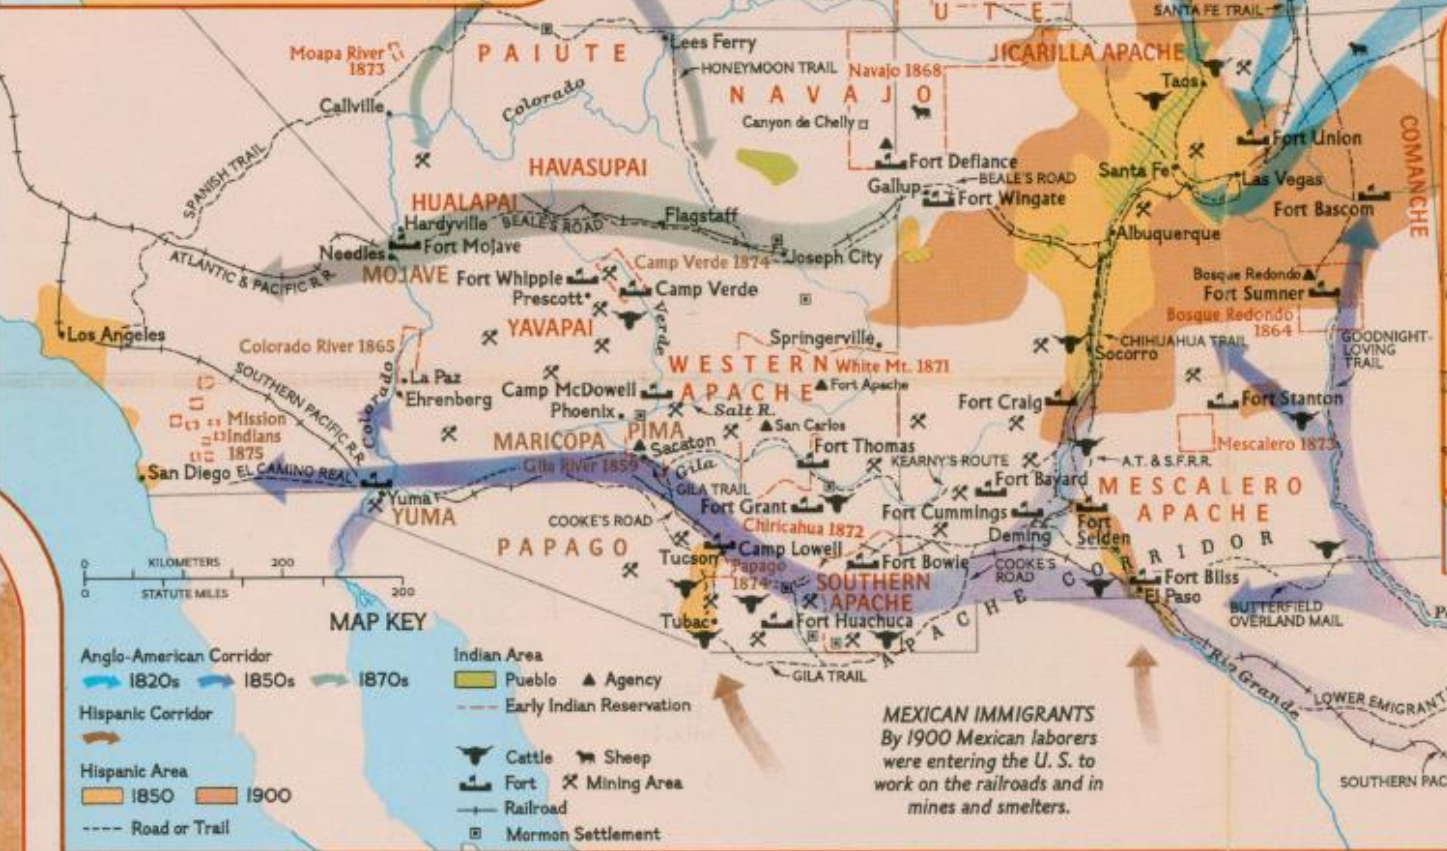 SANTA FE TRAIL
UTE
Moapa River
1873
PAIUTE
Lees Ferry
HONEYMOON TRAIL
Navajo 1868
JICARILLA APACHE
Taos
Callville
Colorado
NAVAJO
Canyon de Chelly
Fort Union
COMANCHE
SPANISH TRAIL
HAVASUPAI
Fort Defiance
Santa Fe
Gallup
BEALE'S ROAD
Las Vegas
HUALAPAI
Hardyville
BEALE'S ROAD
Flagstaff
Fort Wingate
Fort Bascom
Needles
Fort Mojave
Albuquerque
ATLANTIC & PACIFIC R.R.
MOJAVE
Fort Whipple
Camp Verde 1874
Joseph City
Bosque Redondo
Prescott
Camp Verde
Fort Sumner
Bosque Redondo
1864
Los Angeles
YAVAPAI
Verde
Springerville
CHIHUAHUA TRAIL
GOODNIGHT-
LOVING
TRAIL
Colorado River 1865
Socorro
SOUTHERN PACIFIC R.R.
WESTERN
APACHE
White Mt. 1871
La Paz
Ehrenberg
Camp McDowell
Fort Apache
Phoenix
Salt R.
Fort Craig
Fort Stanton
Colorado
Mission
Indians
1875
MARICOPA
PIMA
San Carlos
Mescalero 1873
Sacaton
Fort Thomas
San Diego
EL CAMINO REAL
Gila River 1859
Gila
KEARNY'S ROUTE
A.T. & S.F.R.R.
GILA TRAIL
Fort Bayard
MESCALERO
APACHE
Yuma
YUMA
Fort Grant
Fort Cummings
COOKE'S ROAD
Chiricahua 1872
Deming
Fort
Selden
PAPAGO
Tucson
Camp Lowell
Fort Bowie
Papago
1874
COOKE'S
ROAD
APACHE CORRIDOR
SOUTHERN
APACHE
Fort Bliss
El Paso
BUTTERFIELD
OVERLAND MAIL
Tubac
Fort Huachuca
GILA TRAIL
Rio Grande
LOWER EMIGRANT
SOUTHERN PAC
KILOMETERS
0 200
STATUTE MILES
0 200
MAP KEY
Anglo-American Corridor
1820s 1850s 1870s
Hispanic Corridor
Hispanic Area
1850 1900
Road or Trail
Indian Area
Pueblo Agency
Early Indian Reservation
Cattle Sheep
Fort Mining Area
Railroad
Mormon Settlement
MEXICAN IMMIGRANTS
By 1900 Mexican laborers
were entering the U. S. to
work on the railroads and in
mines and smelters.